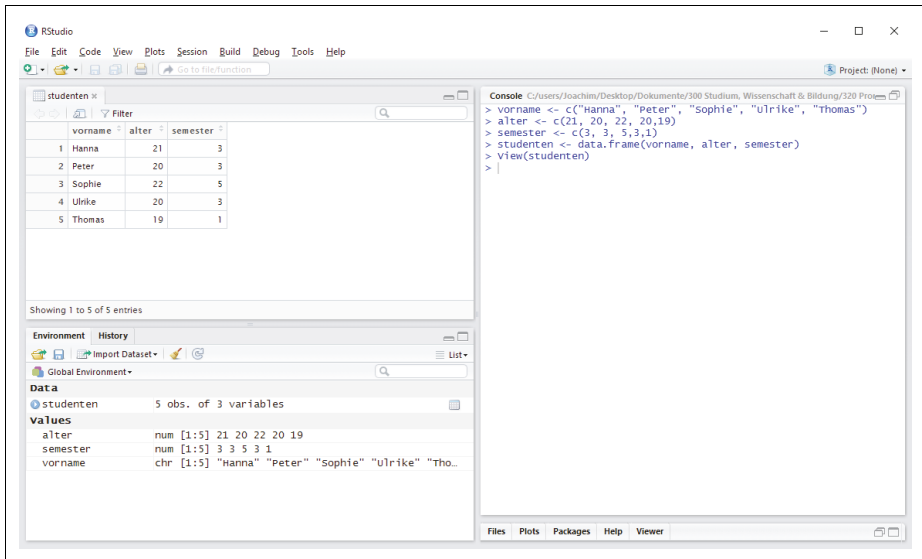 RStudio
File Edit Code View Plots Session Build Debug Tools Help
Go to file/function
Project: (None)
studenten
Filter
vorname alter semester
1 Hanna 21 3
2 Peter 20 3
3 Sophie 22 5
4 Ulrike 20 3
5 Thomas 19 1
Showing 1 to 5 of 5 entries
Environment History
Import Dataset
List
Global Environment
Data
studenten 5 obs. of 3 variables
Values
alter num [1:5] 21 20 22 20 19
semester num [1:5] 3 3 5 3 1
vorname chr [1:5] "Hanna" "Peter" "Sophie" "Ulrike" "Tho…
Console C:/users/Joachim/Desktop/Dokumente/300 Studium, Wissenschaft & Bildung/320
> vorname <- c("Hanna", "Peter", "Sophie", "Ulrike", "Thomas")
> alter <- c(21, 20, 22, 20,19)
> semester <- c(3, 3, 5,3,1)
> studenten <- data.frame(vorname, alter, semester)
> View(studenten)
>
Files Plots Packages Help Viewer